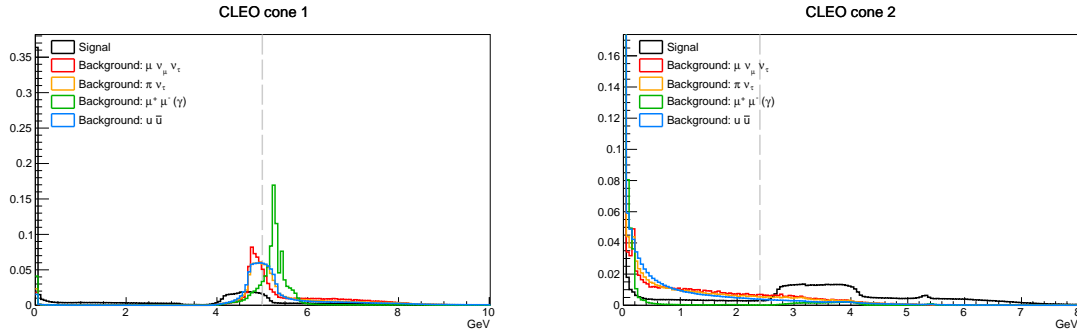 CLEO cone 1
0.35
0.3
0.25
0.2
0.15
0.1
0.05
0
Signal
Background: μ ν_μ ν_τ
Background: π ν_τ
Background: μ⁺ μ⁻ (γ)
Background: u u̅
0 2 4 6 8 10
GeV
CLEO cone 2
0.16
0.14
0.12
0.1
0.08
0.06
0.04
0.02
0
Signal
Background: μ ν_μ ν_τ
Background: π ν_τ
Background: μ⁺ μ⁻ (γ)
Background: u u̅
0 1 2 3 4 5 6 7 8
GeV